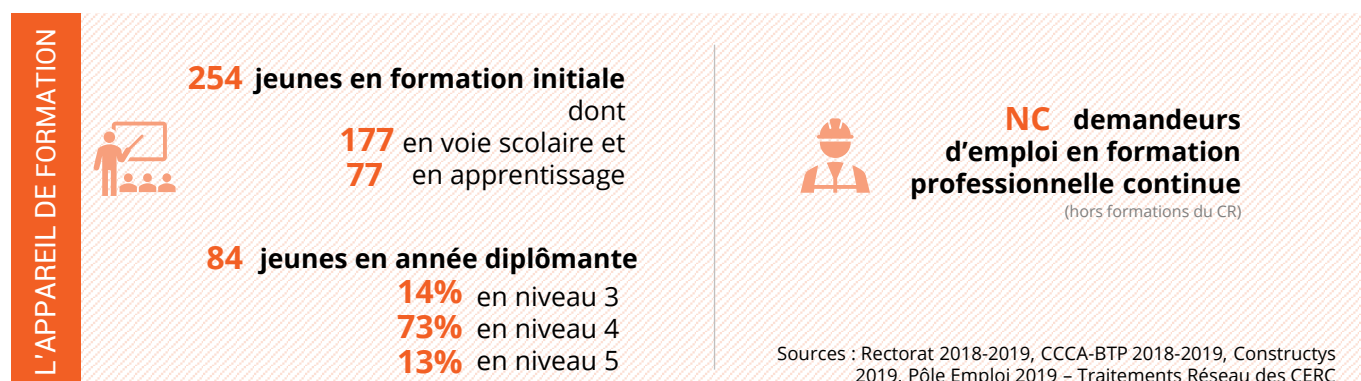 L'APPAREIL DE FORMATION
254 jeunes en formation initiale
dont
177 en voie scolaire et
77 en apprentissage
84 jeunes en année diplômante
14% en niveau 3
73% en niveau 4
13% en niveau 5
NC demandeurs
d’emploi en formation
professionnelle continue
(hors formations du CR)
Sources : Rectorat 2018-2019, CCCA-BTP 2018-2019, Constructys
2019, Pôle Emploi 2019 – Traitements Réseau des CERC